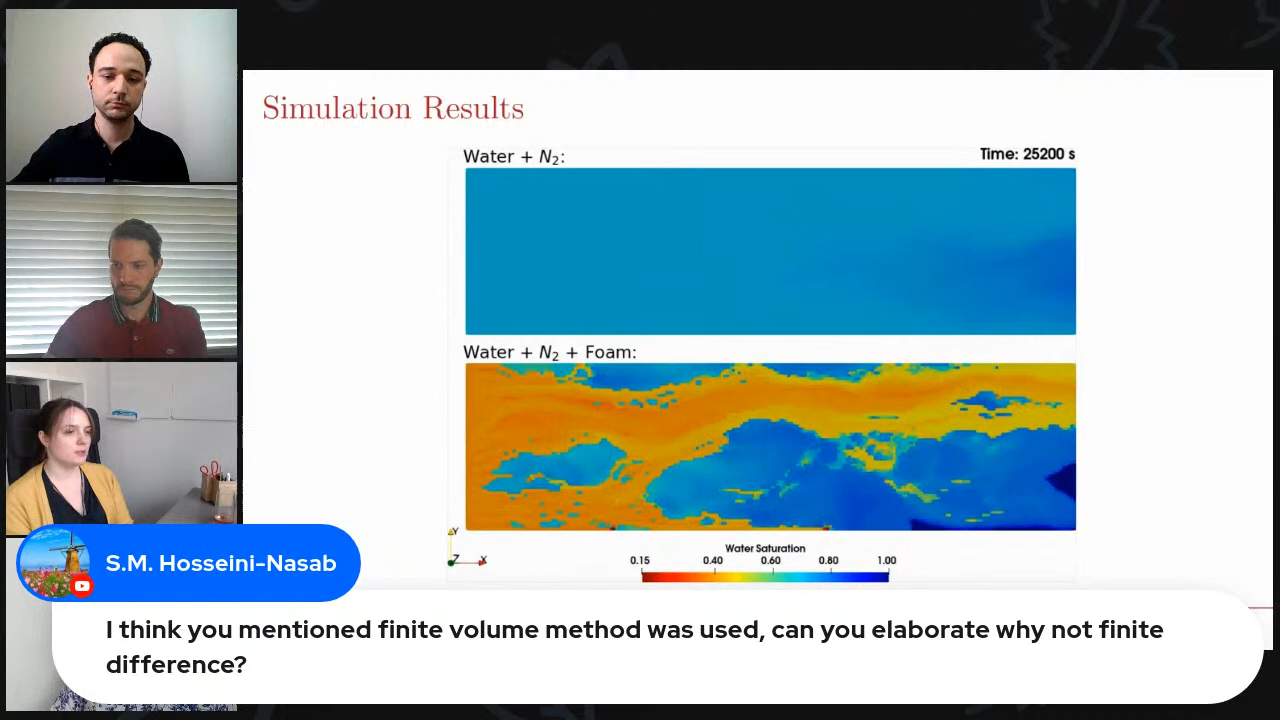 Simulation Results
Water + N₂:
Time: 25200 s
Water + N₂ + Foam:
Y
Z
X
Water Saturation
0.15 0.40 0.60 0.80 1.00
S.M. Hosseini-Nasab
I think you mentioned finite volume method was used, can you elaborate why not finite
difference?